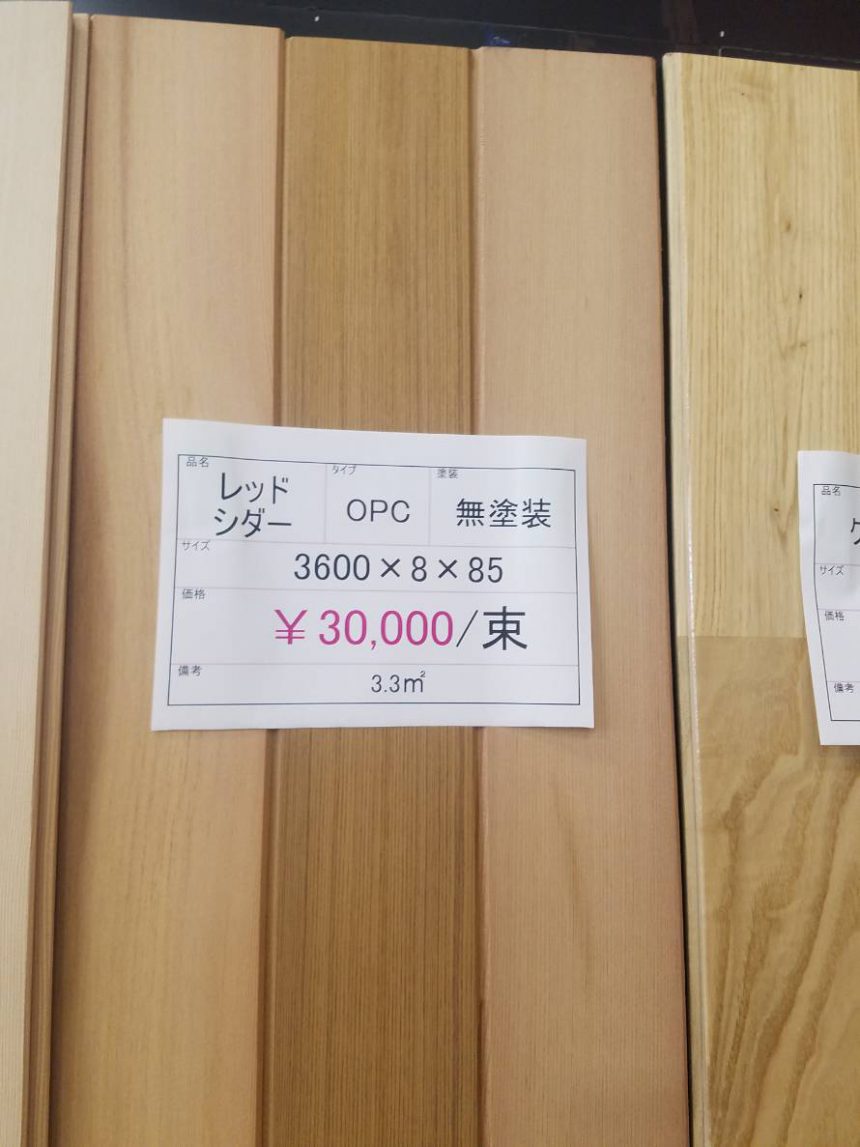 品名
レッド
シダー
タイプ
OPC
塗装
無塗装
サイズ
3600×8×85
価格
¥30,000/束
備考
3.3㎡
品名
サイズ
価格
備考